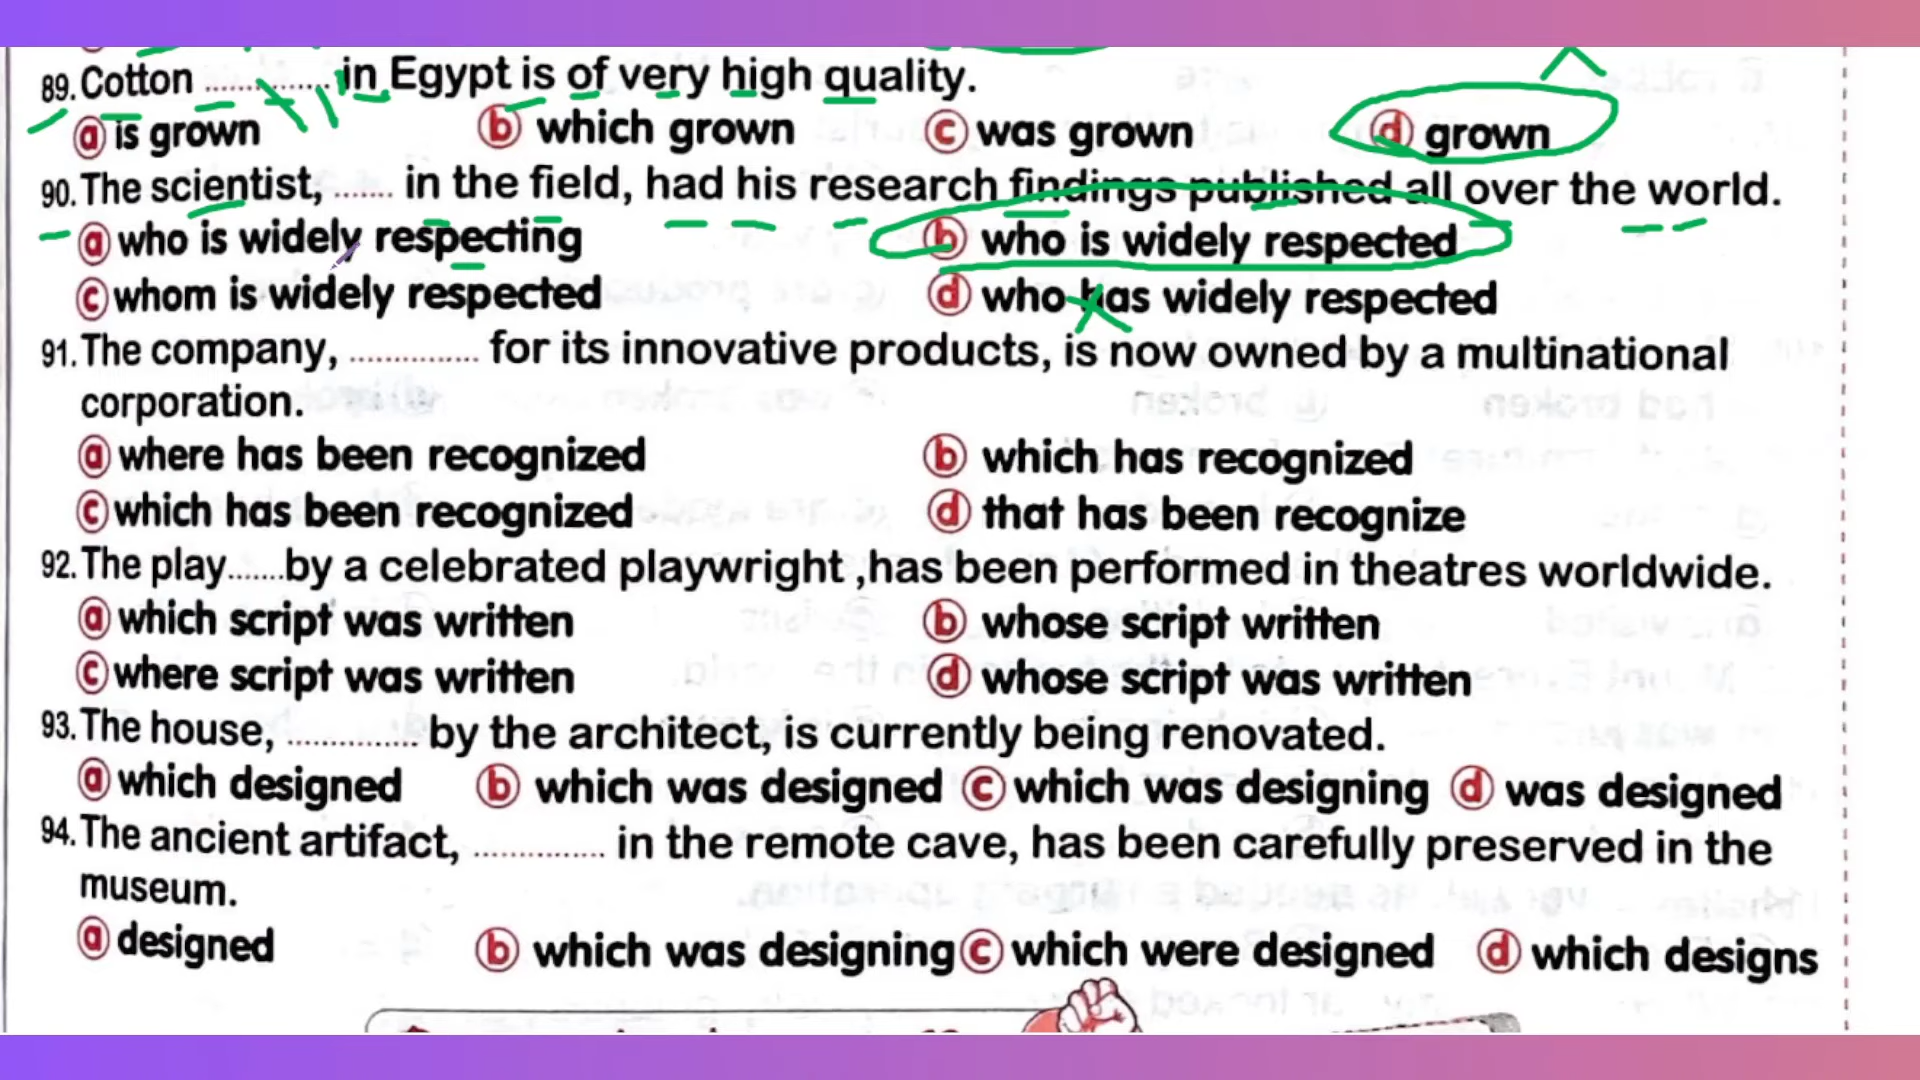 89. Cotton .............. in Egypt is of very high quality.
a is grown b which grown c was grown d grown
90. The scientist, ....... in the field, had his research findings published all over the world.
a who is widely respecting b who is widely respected
c whom is widely respected d who has widely respected
91. The company, .............. for its innovative products, is now owned by a multinational
corporation.
a where has been recognized b which has recognized
c which has been recognized d that has been recognize
92. The play ...... by a celebrated playwright ,has been performed in theatres worldwide.
a which script was written b whose script written
c where script was written d whose script was written
93. The house, .............. by the architect, is currently being renovated.
a which designed b which was designed c which was designing d was designed
94. The ancient artifact, .............. in the remote cave, has been carefully preserved in the
museum.
a designed b which was designing c which were designed d which designs